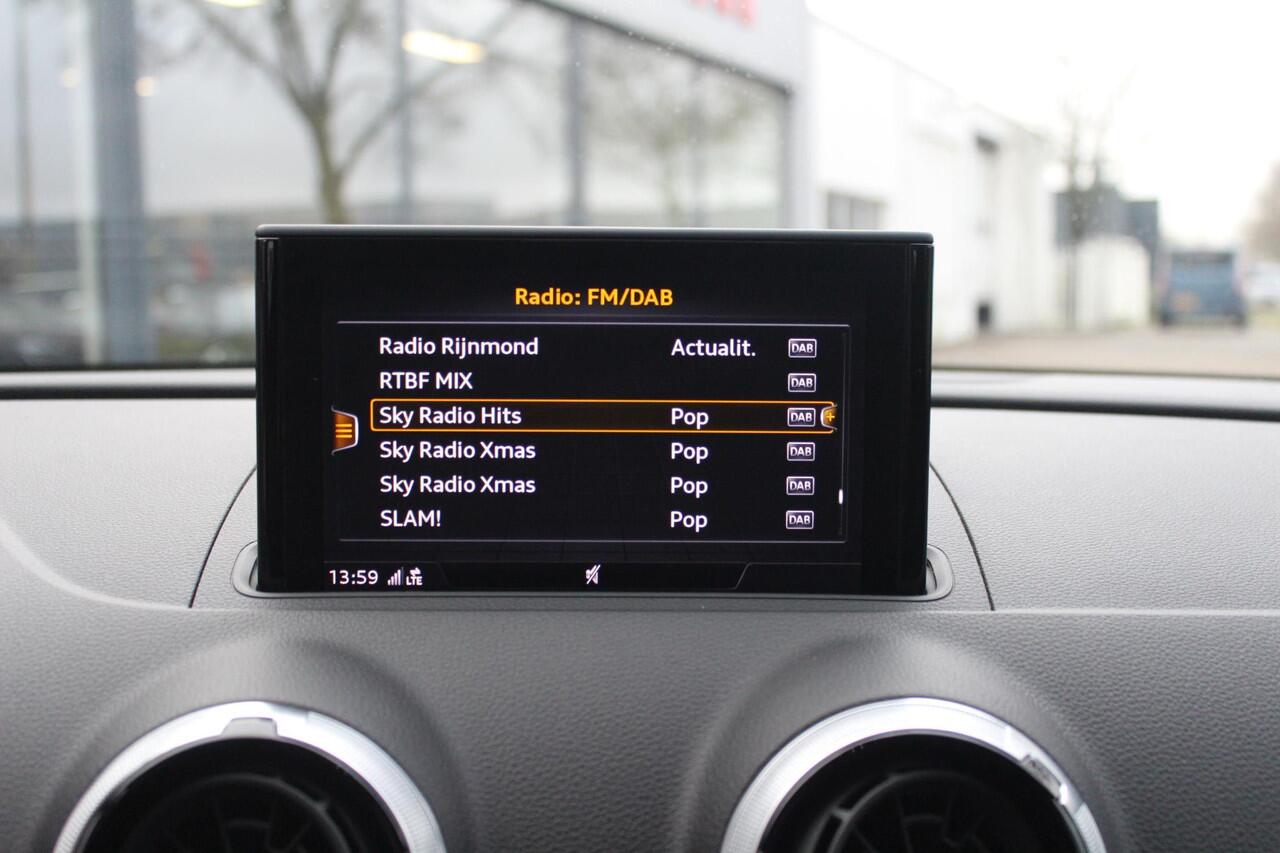 Radio: FM/DAB
Radio Rijnmond Actualit. DAB
RTBF MIX DAB
Sky Radio Hits Pop DAB
Sky Radio Xmas Pop DAB
Sky Radio Xmas Pop DAB
SLAM! Pop DAB
13:59 LTE